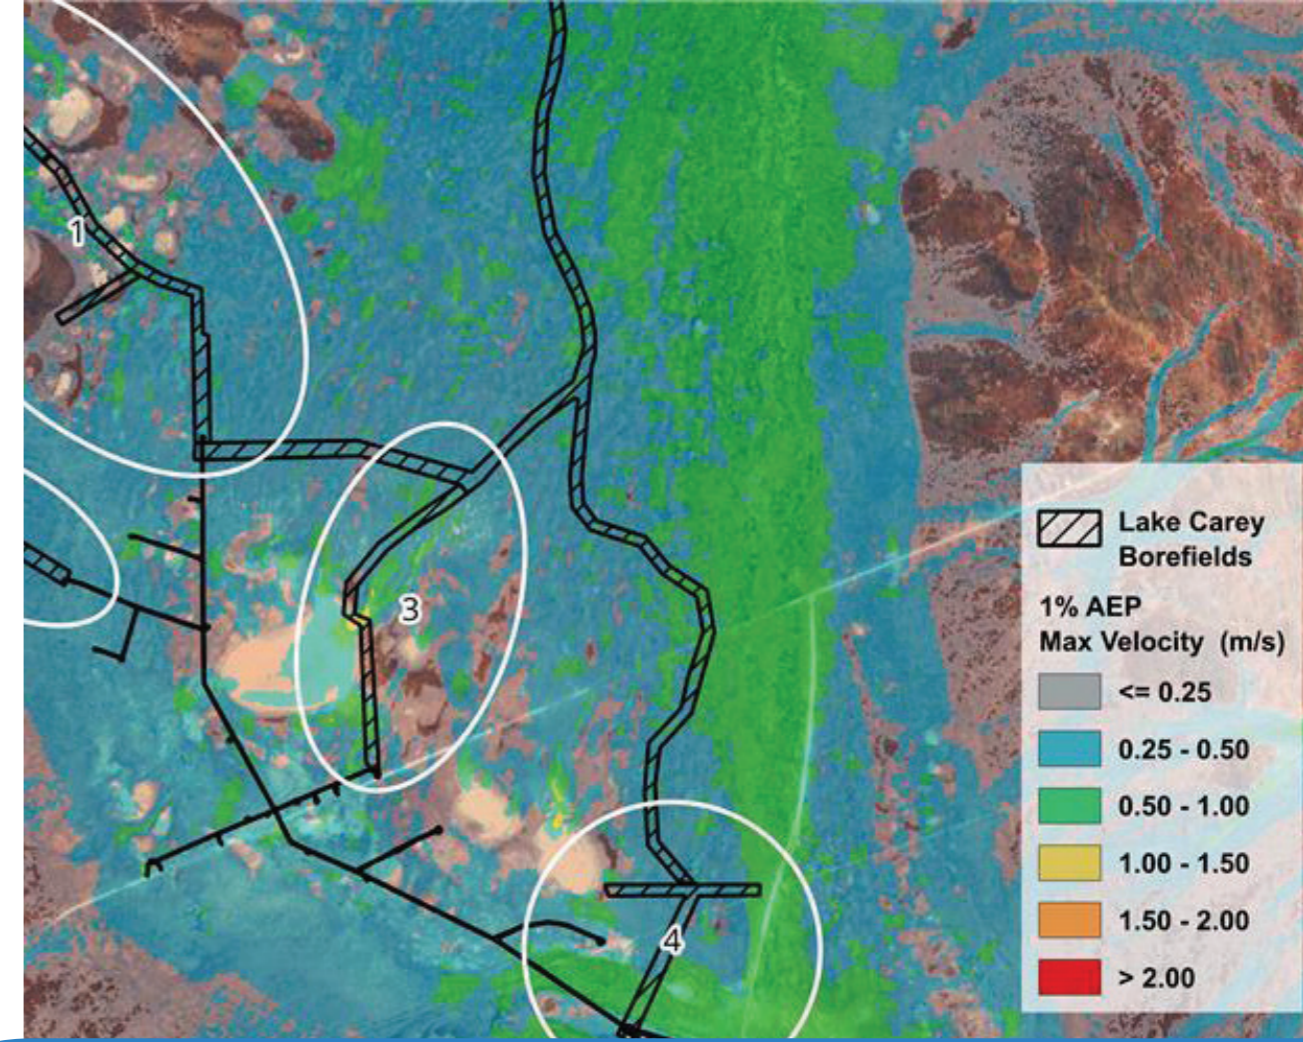 1
3
4
Lake Carey
Borefields
1% AEP
Max Velocity (m/s)
<= 0.25
0.25 - 0.50
0.50 - 1.00
1.00 - 1.50
1.50 - 2.00
> 2.00